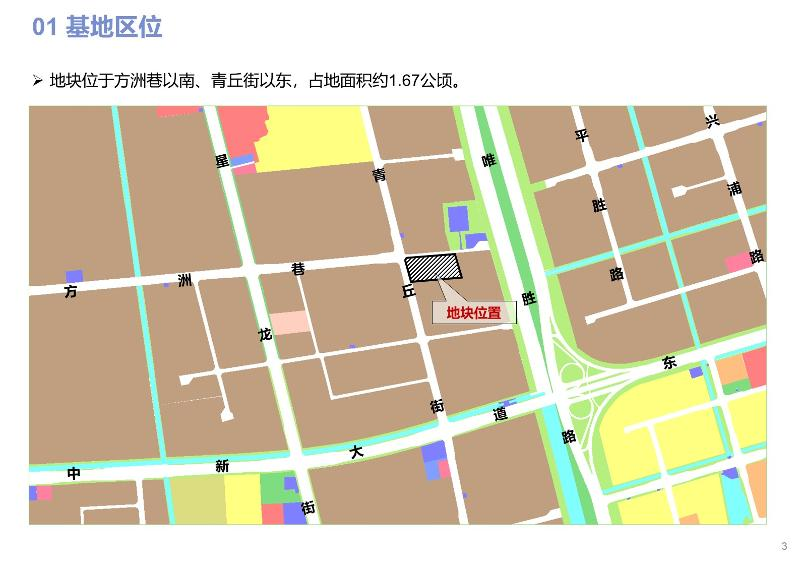 01 基地区位
➢ 地块位于方洲巷以南、青丘街以东，占地面积约1.67公顷。
星
青
唯
平
兴
胜
浦
方
洲
巷
丘
胜
路
路
地块位置
龙
东
街
道
路
中
新
大
街
3